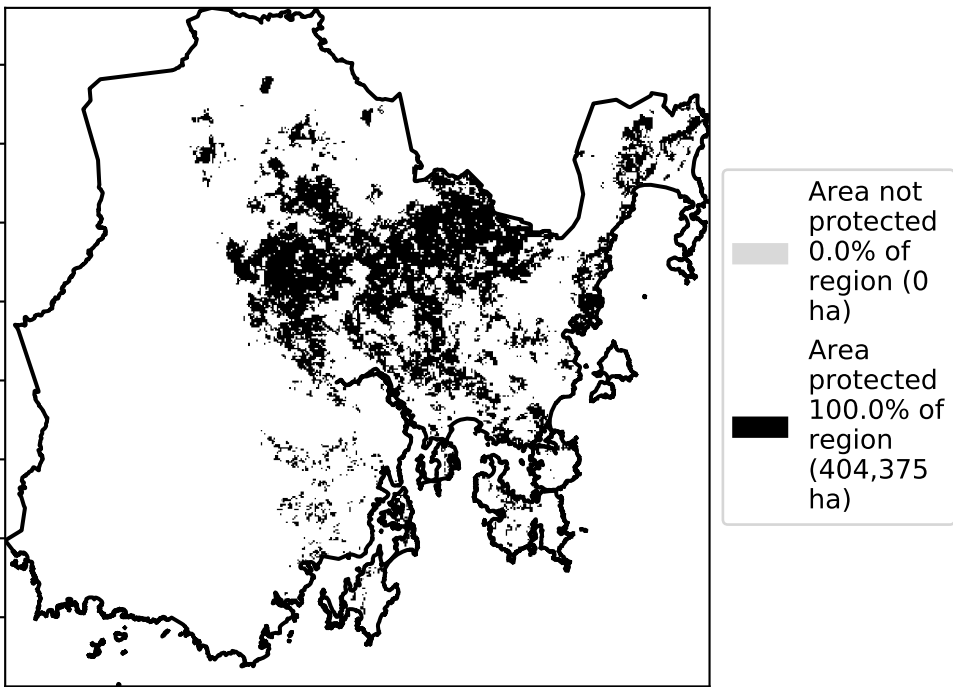 Area not
protected
0.0% of
region (0
ha)
Area
protected
100.0% of
region
(404,375
ha)